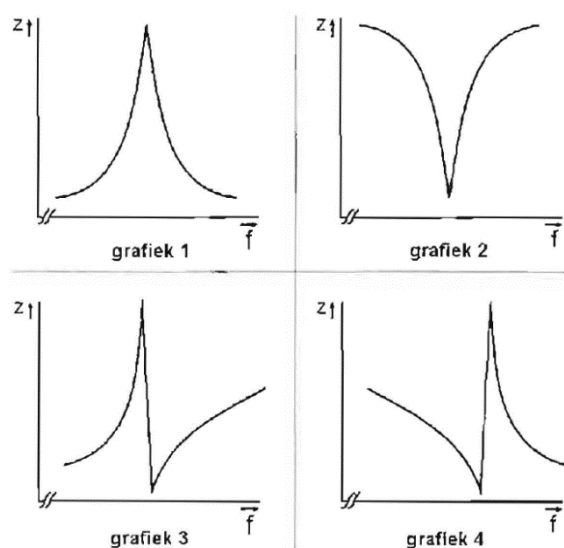 Z↑
f→
grafiek 1
Z↑
f→
grafiek 2
Z↑
f→
grafiek 3
Z↑
f→
grafiek 4